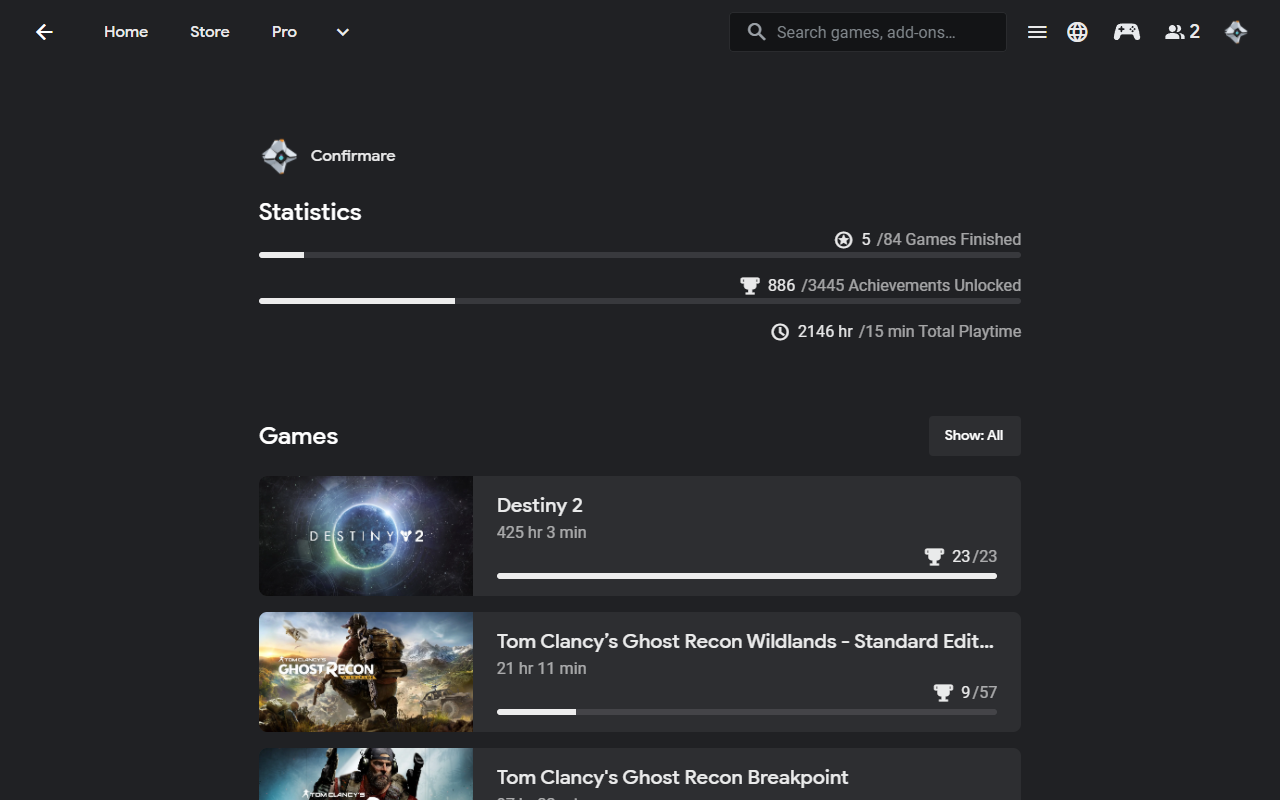 Home Store Pro Search games, add-ons… 2
Confirmare
Statistics
5 /84 Games Finished
886 /3445 Achievements Unlocked
2146 hr /15 min Total Playtime
Games Show: All
DESTINY 2
Destiny 2
425 hr 3 min
23/23
TOM CLANCY'S
GHOST RECON
Tom Clancy’s Ghost Recon Wildlands - Standard Edit...
21 hr 11 min
9/57
TOM CLANCY'S
Tom Clancy's Ghost Recon Breakpoint